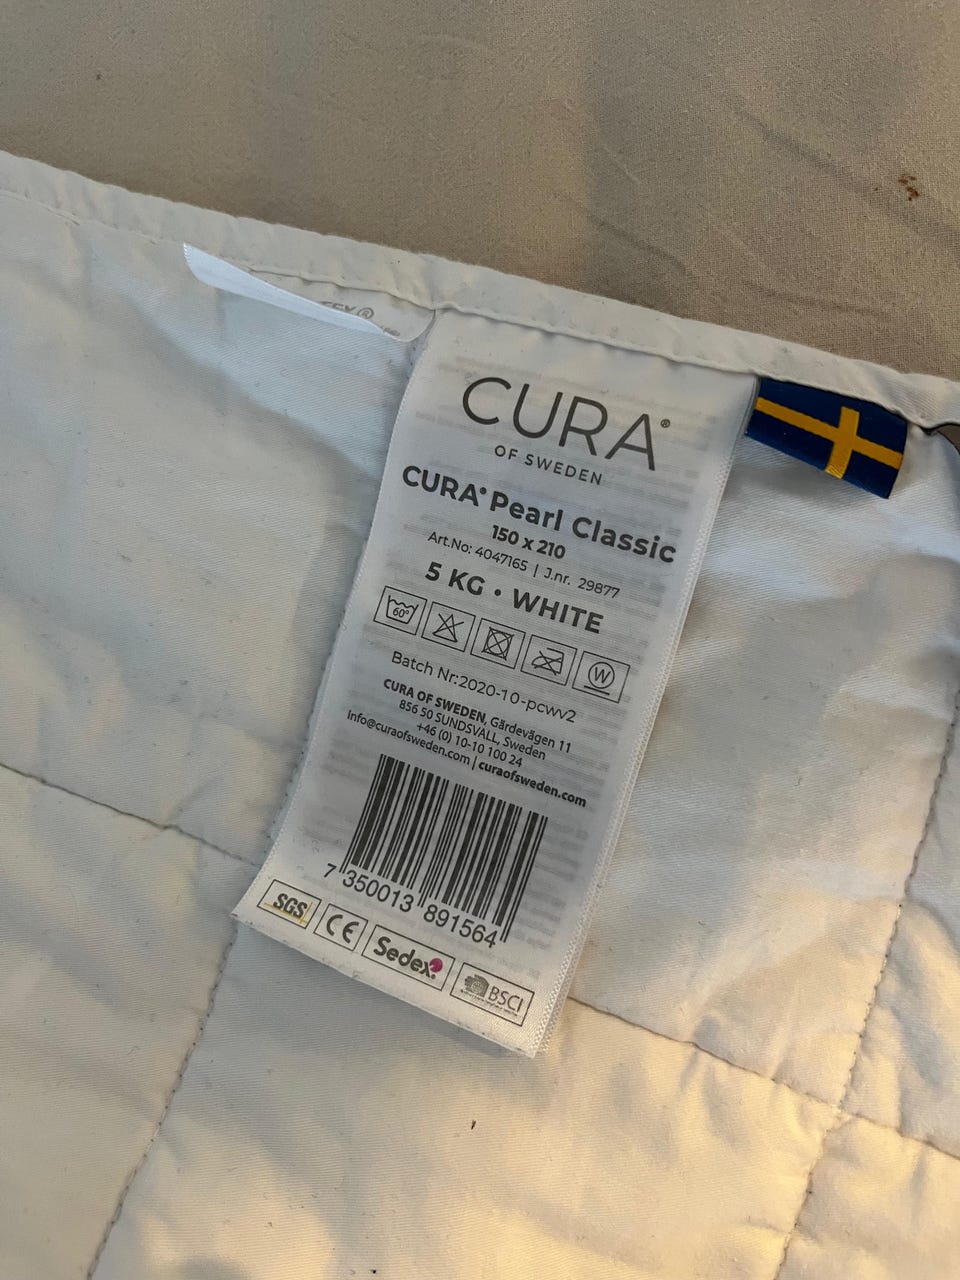 CURA®
OF SWEDEN
CURA® Pearl Classic
150 x 210
Art.No: 4047165 | J.nr. 29877
5 KG • WHITE
60°
W
Batch Nr:2020-10-pcwv2
CURA OF SWEDEN, Gärdevägen 11
856 50 SUNDSVALL, Sweden
+46 (0) 10-10 100 24
Info@curaofsweden.com | curaofsweden.com
7 350013 891564
SGS CE Sedex BSCI